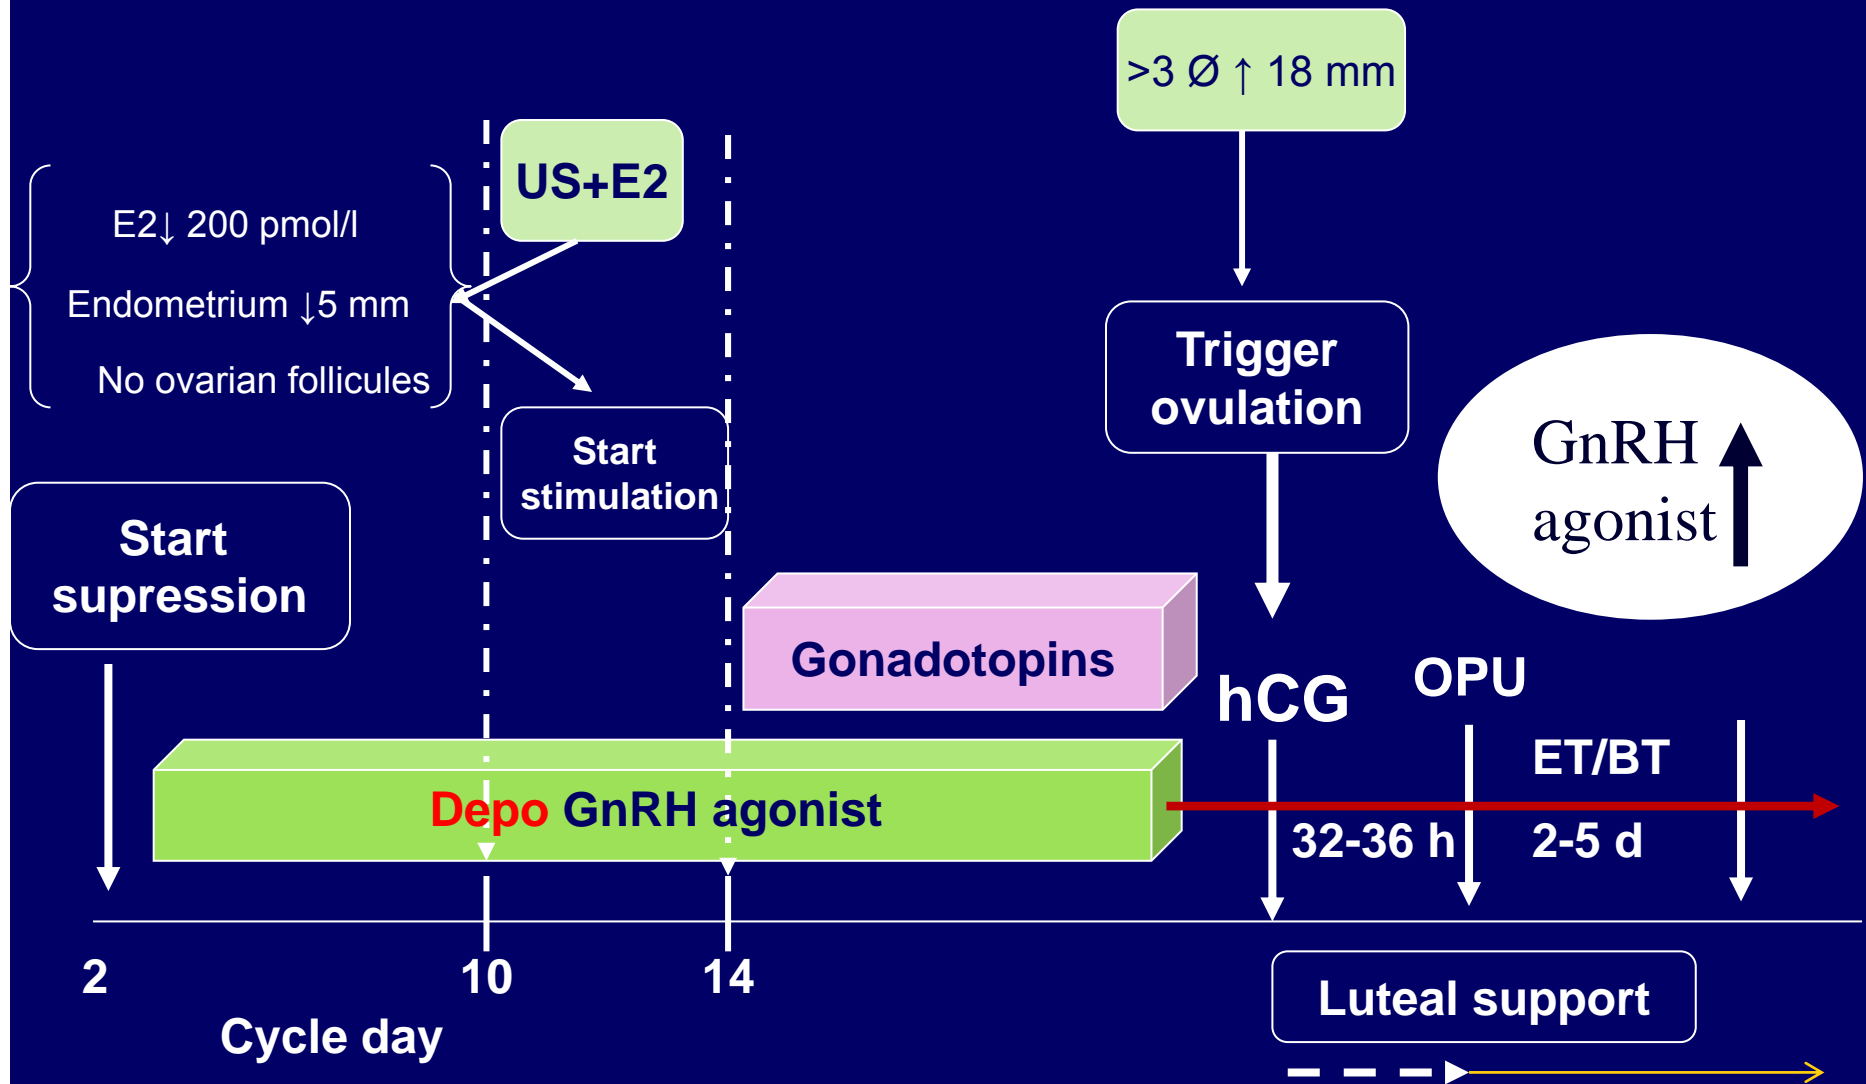 >3 Ø ↑ 18 mm
US+E2
E2↓ 200 pmol/l
Endometrium ↓5 mm
No ovarian follicules
Trigger
ovulation
Start
stimulation
GnRH
agonist
Start
supression
Gonadotopins
hCG
OPU
ET/BT
Depo GnRH agonist
32-36 h
2-5 d
2
10
14
Luteal support
Cycle day